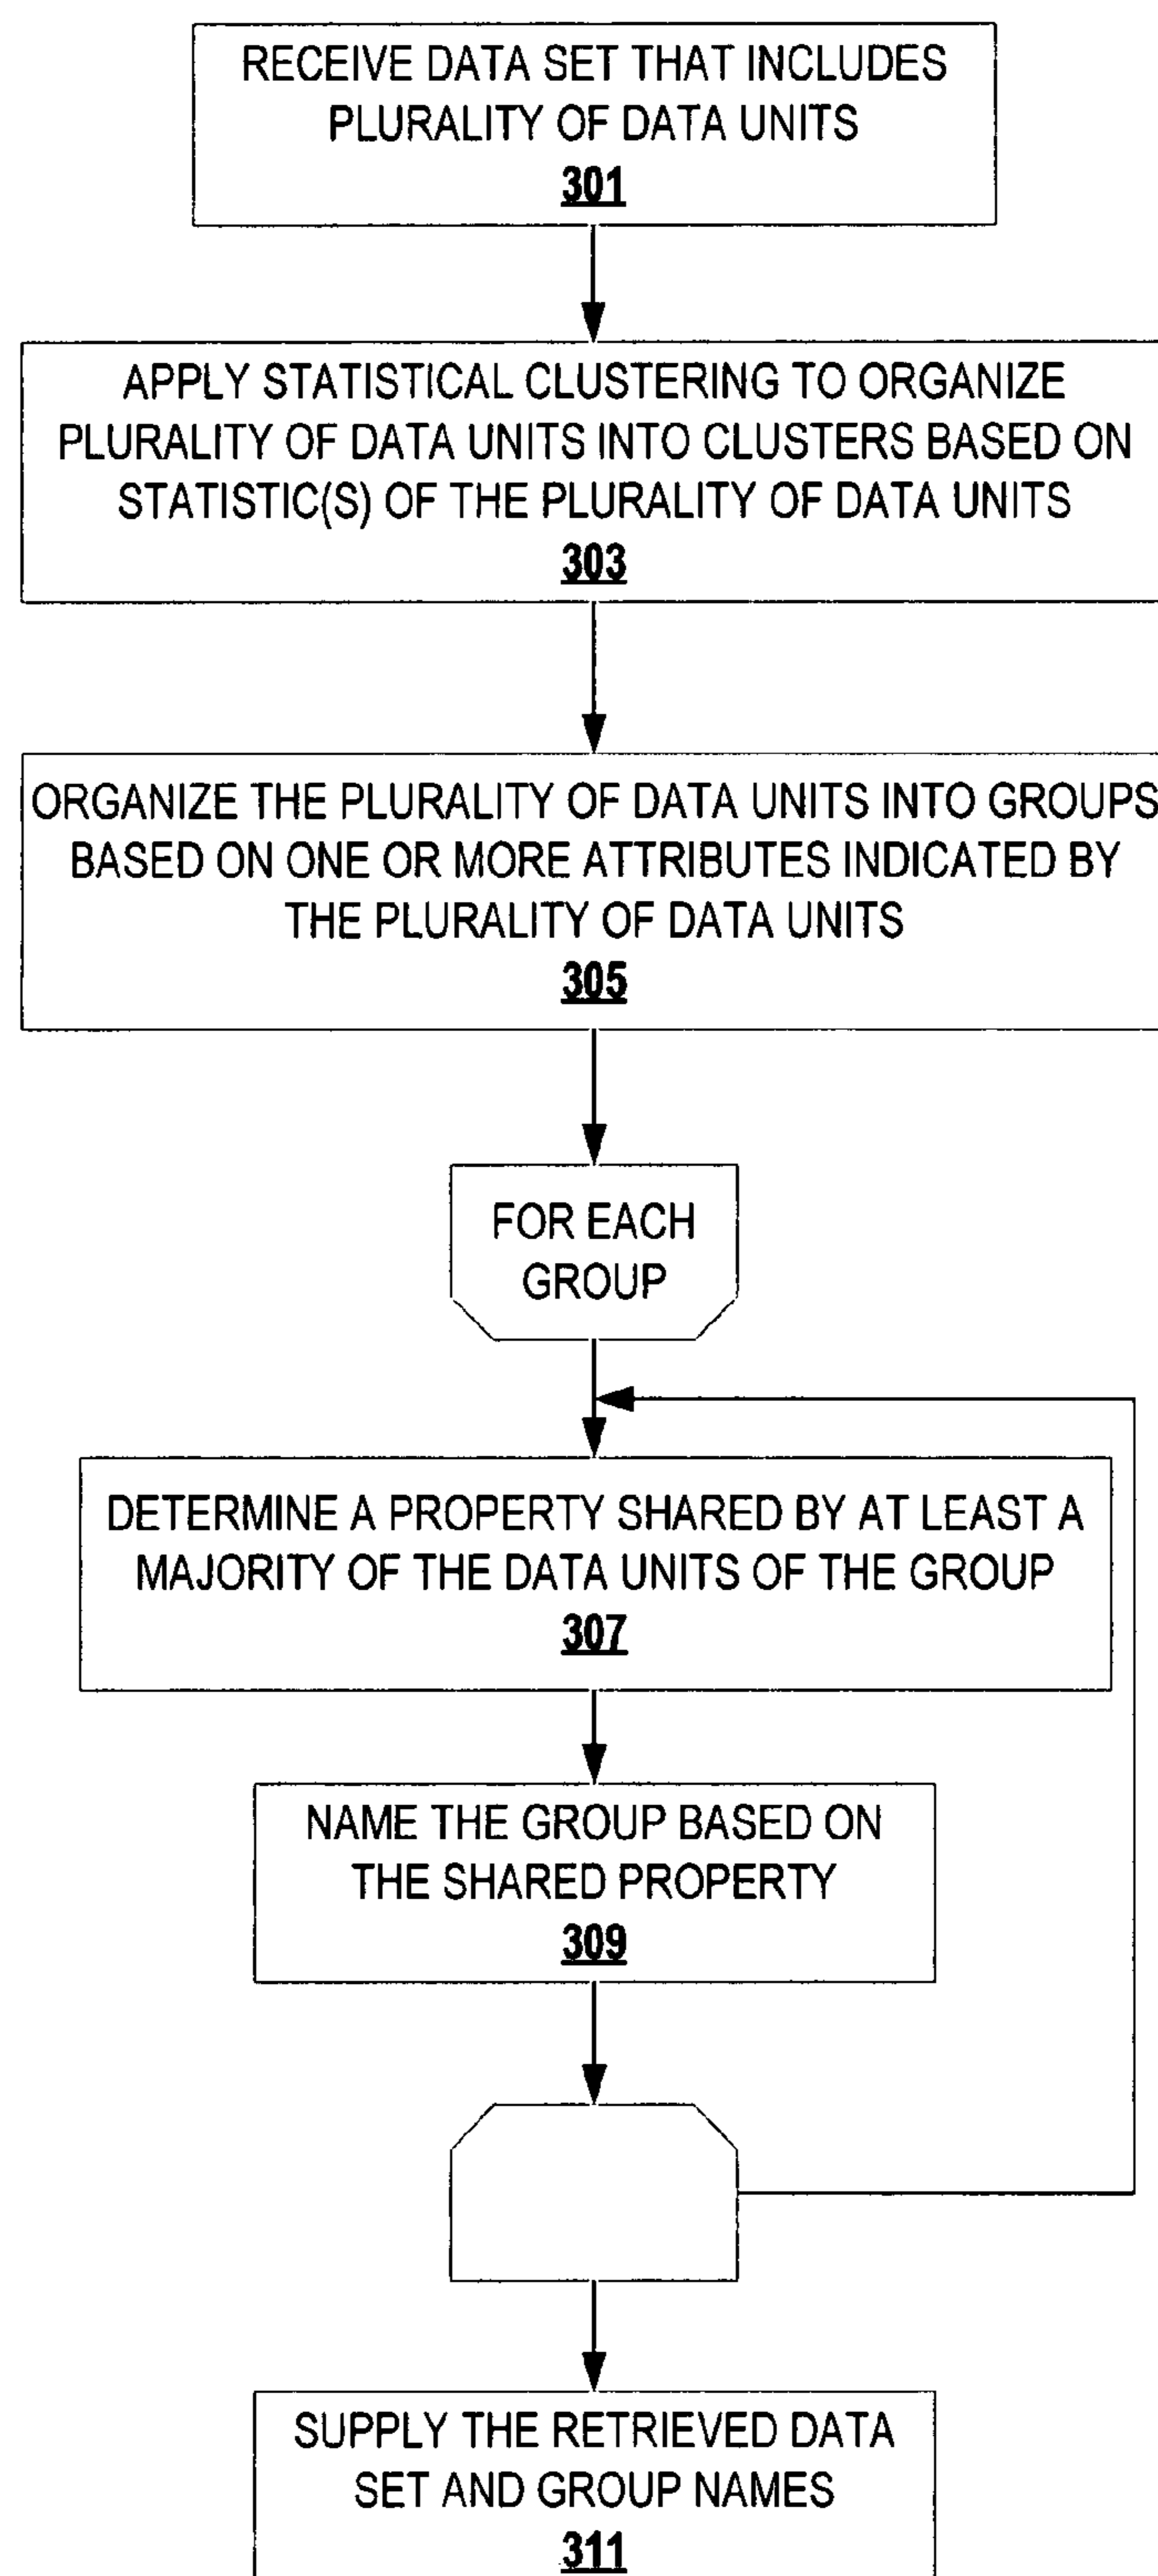 RECEIVE DATA SET THAT INCLUDES
PLURALITY OF DATA UNITS
301
APPLY STATISTICAL CLUSTERING TO ORGANIZE
PLURALITY OF DATA UNITS INTO CLUSTERS BASED ON
STATISTIC(S) OF THE PLURALITY OF DATA UNITS
303
ORGANIZE THE PLURALITY OF DATA UNITS INTO GROUPS
BASED ON ONE OR MORE ATTRIBUTES INDICATED BY
THE PLURALITY OF DATA UNITS
305
FOR EACH
GROUP
DETERMINE A PROPERTY SHARED BY AT LEAST A
MAJORITY OF THE DATA UNITS OF THE GROUP
307
NAME THE GROUP BASED ON
THE SHARED PROPERTY
309
SUPPLY THE RETRIEVED DATA
SET AND GROUP NAMES
311